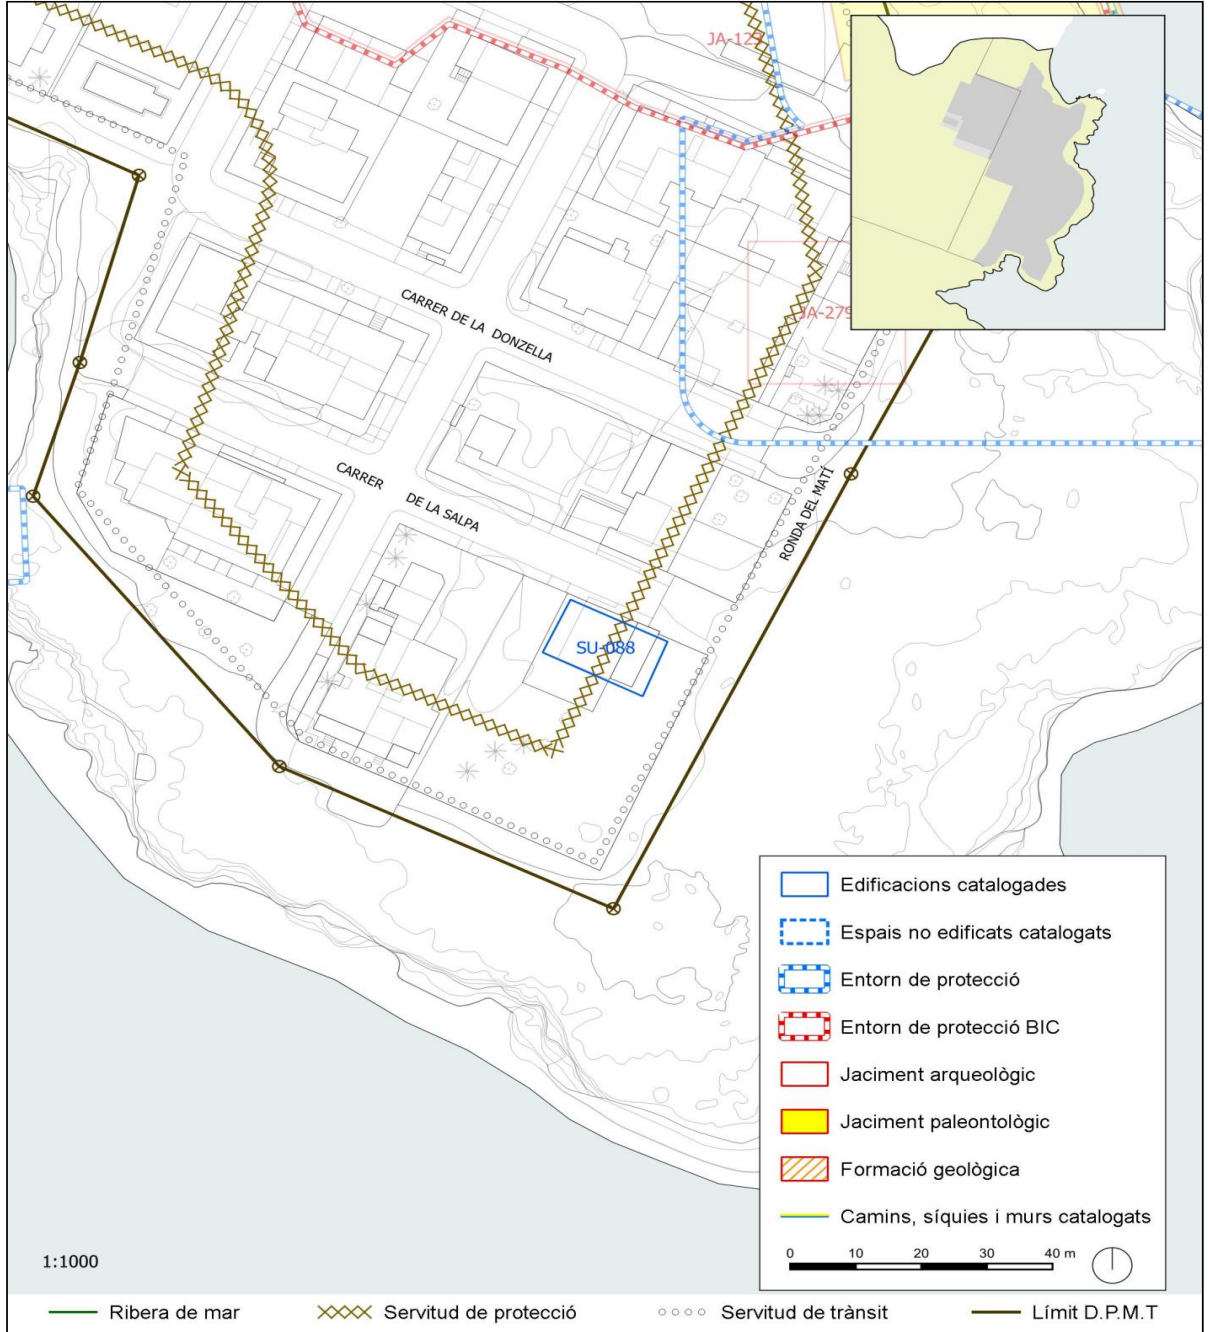 JA-123
JA-279
CARRER DE LA DONZELLA
CARRER DE LA SALPA
RONDA DEL MATÍ
SU-088
Edificacions catalogades
Espais no edificats catalogats
Entorn de protecció
Entorn de protecció BIC
Jaciment arqueològic
Jaciment paleontològic
Formació geològica
Camins, síquies i murs catalogats
0 10 20 30 40 m
1:1000
Ribera de mar
Servitud de protecció
Servitud de trànsit
Límit D.P.M.T